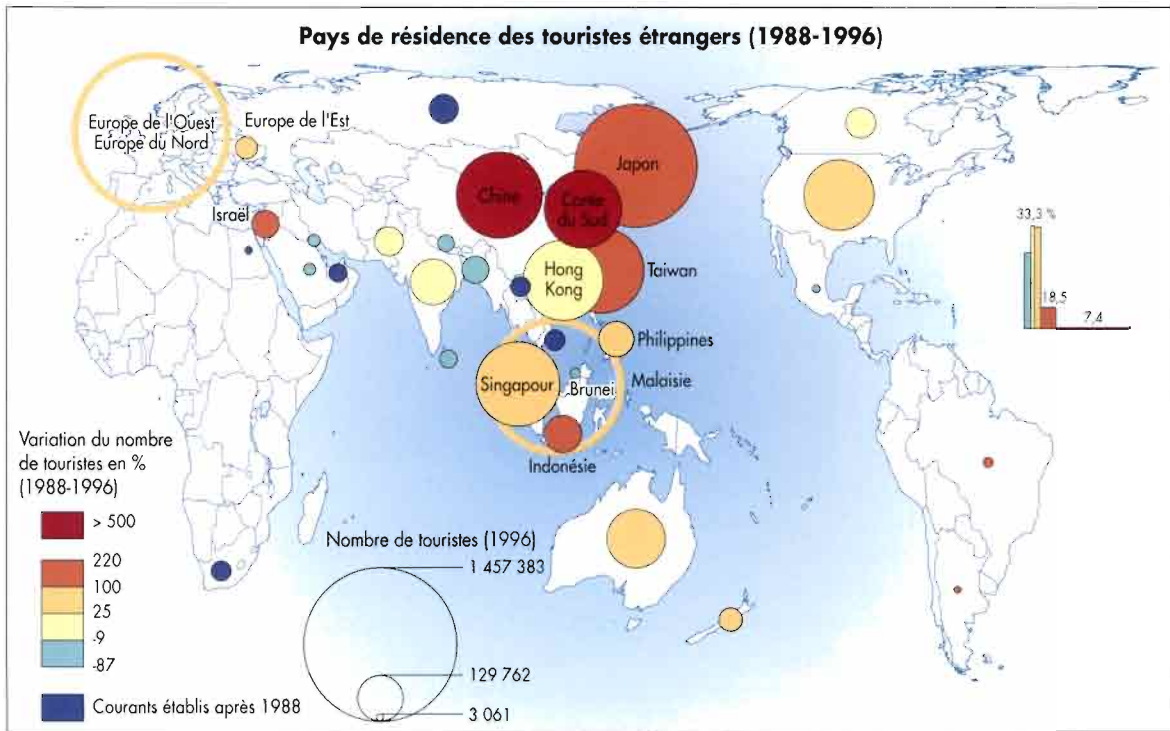 Pays de résidence des touristes étrangers (1988-1996)
Europe de l'Ouest
Europe du Nord
Europe de l'Est
Japon
Chine
Corée
du Sud
Israël
Hong
Kong
Taiwan
33,3 %
18,5
7,4
Philippines
Singapour
Brunei
Malaisie
Indonésie
Variation du nombre
de touristes en %
(1988-1996)
> 500
220
100
25
-9
-87
Courants établis après 1988
Nombre de touristes (1996)
1 457 383
129 762
3 061